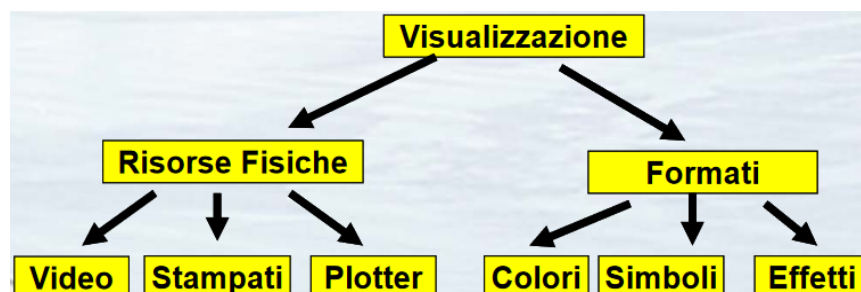 Visualizzazione
Risorse Fisiche
Formati
Video
Stampati
Plotter
Colori
Simboli
Effetti